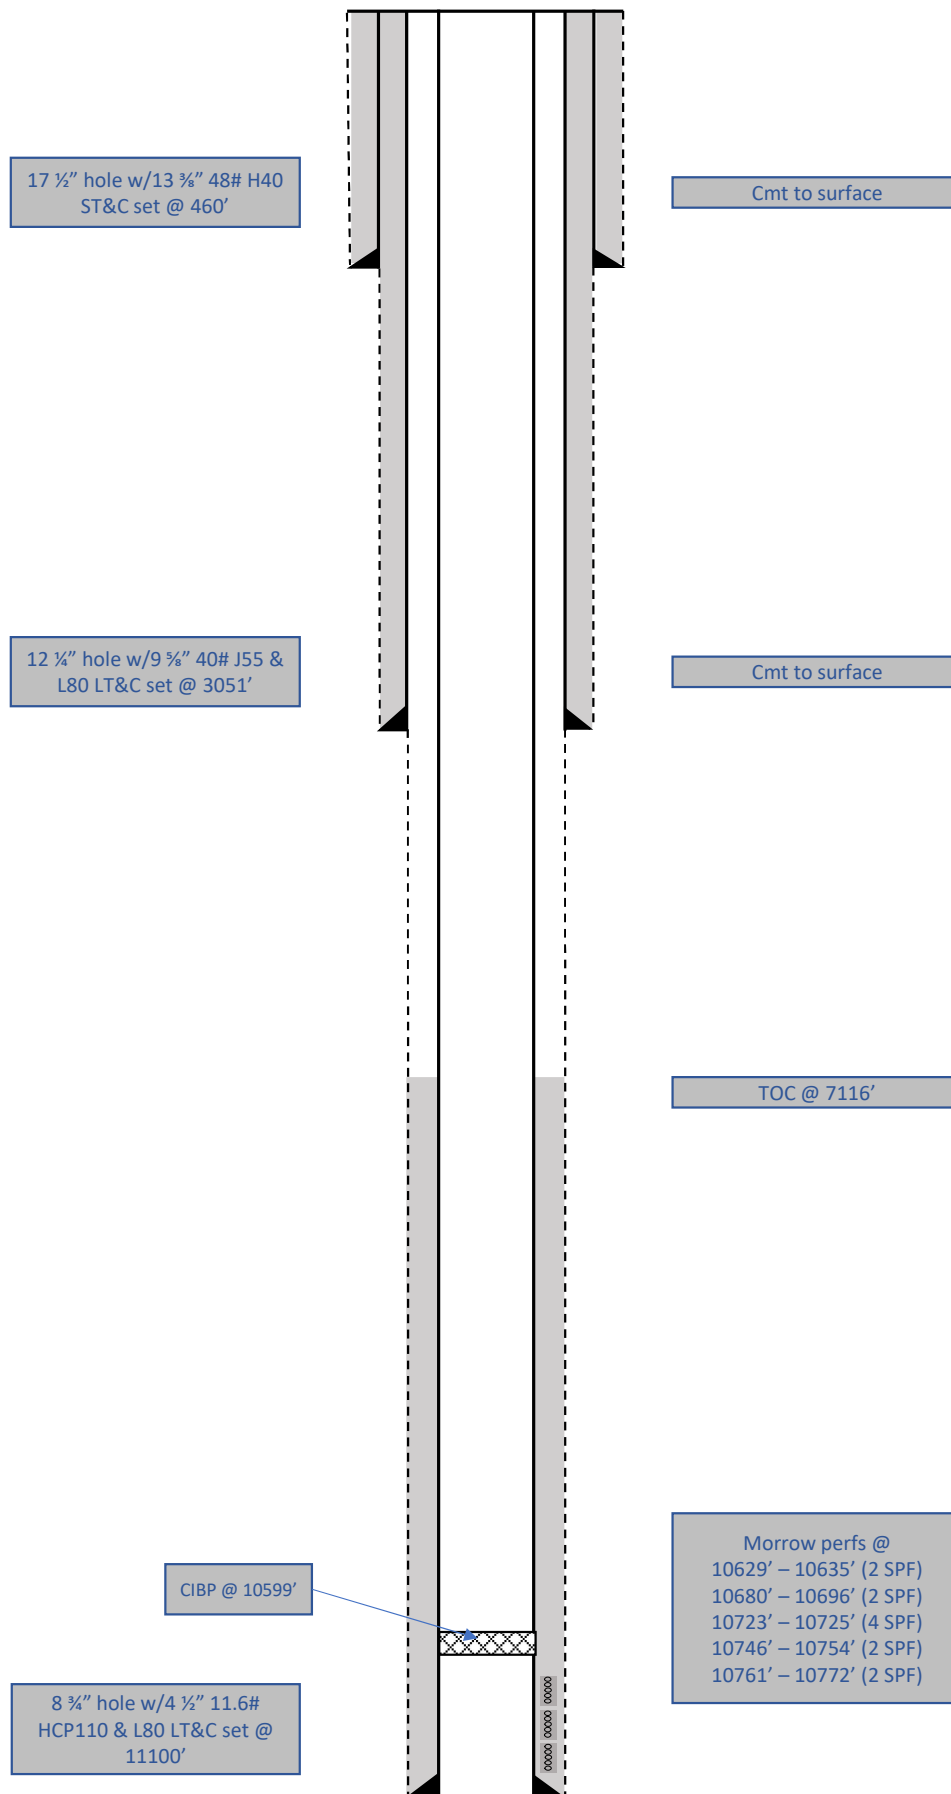 17 ½” hole w/13 ⅜” 48# H40
ST&C set @ 460’
Cmt to surface
12 ¼” hole w/9 ⅝” 40# J55 &
L80 LT&C set @ 3051’
Cmt to surface
TOC @ 7116’
CIBP @ 10599’
Morrow perfs @
10629’ – 10635’ (2 SPF)
10680’ – 10696’ (2 SPF)
10723’ – 10725’ (4 SPF)
10746’ – 10754’ (2 SPF)
10761’ – 10772’ (2 SPF)
8 ¾” hole w/4 ½” 11.6#
HCP110 & L80 LT&C set @
11100’